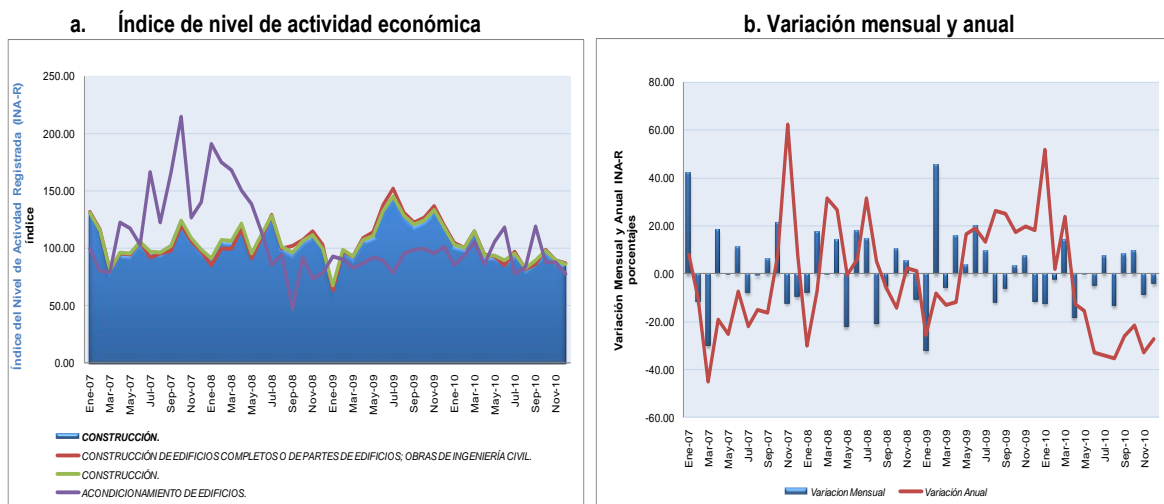 a. Índice de nivel de actividad económica
Índice del Nivel de Actividad Registrada (INA-R)
índice
250.00
200.00
150.00
100.00
50.00
0.00
Ene-07
Mar-07
May-07
Jul-07
Sep-07
Nov-07
Ene-08
Mar-08
May-08
Jul-08
Sep-08
Nov-08
Ene-09
Mar-09
May-09
Jul-09
Sep-09
Nov-09
Ene-10
Mar-10
May-10
Jul-10
Sep-10
Nov-10
CONSTRUCCIÓN.
CONSTRUCCIÓN DE EDIFICIOS COMPLETOS O DE PARTES DE EDIFICIOS; OBRAS DE INGENIERÍA CIVIL.
CONSTRUCCIÓN.
ACONDICIONAMIENTO DE EDIFICIOS.
b. Variación mensual y anual
Variación Mensual y Anual INA-R
porcentajes
80.00
60.00
40.00
20.00
0.00
-20.00
-40.00
-60.00
Ene-07
Mar-07
May-07
Jul-07
Sep-07
Nov-07
Ene-08
Mar-08
May-08
Jul-08
Sep-08
Nov-08
Ene-09
Mar-09
May-09
Jul-09
Sep-09
Nov-09
Ene-10
Mar-10
May-10
Jul-10
Sep-10
Nov-10
Variacion Mensual
Variación Anual